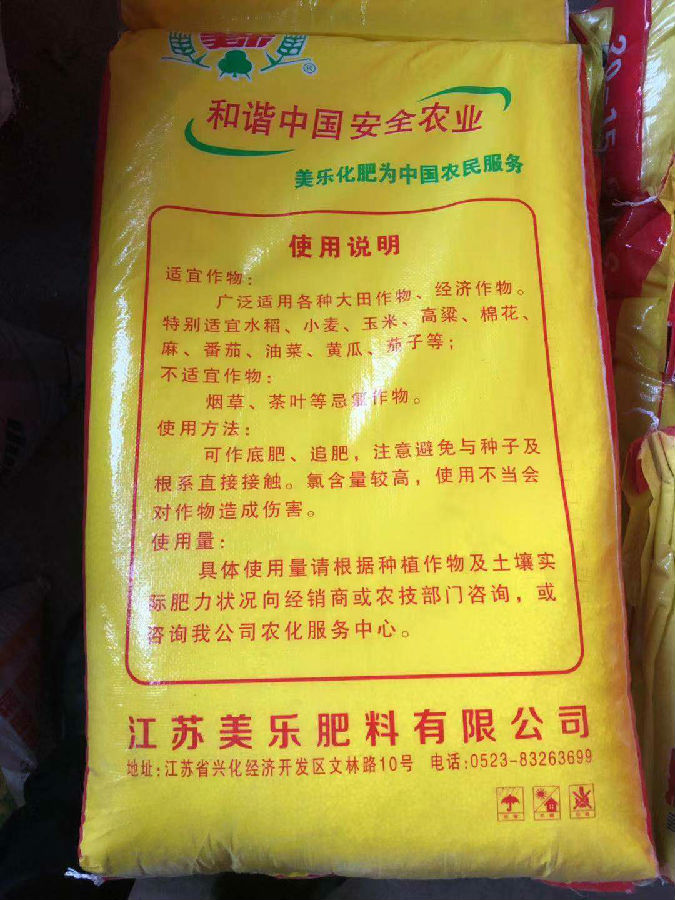 美乐
®
和谐中国安全农业
美乐化肥为中国农民服务
使用说明
适宜作物：
广泛适用各种大田作物、经济作物。
特别适宜水稻、小麦、玉米、高粱、棉花、
麻、番茄、油菜、黄瓜、茄子等；
不适宜作物：
烟草、茶叶等忌氯作物。
使用方法：
可作底肥、追肥，注意避免与种子及
根系直接接触。氯含量较高，使用不当会
对作物造成伤害。
使用量：
具体使用量请根据种植作物及土壤实
际肥力状况向经销商或农技部门咨询，或
咨询我公司农化服务中心。
江苏美乐肥料有限公司
地址：江苏省兴化经济开发区文林路10号 电话：0523-83263699